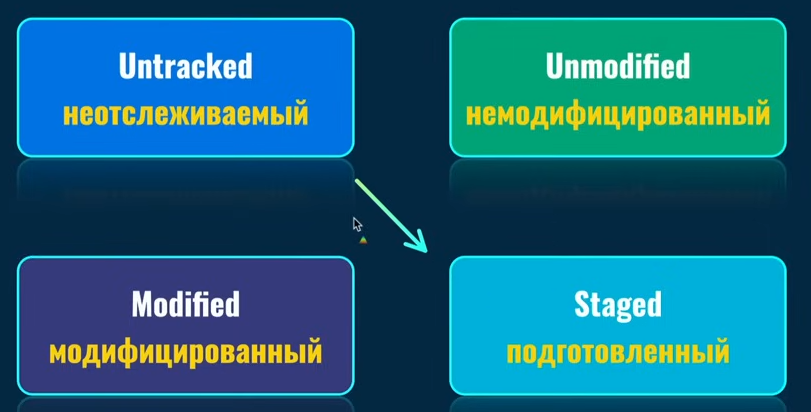 Untracked
неотслеживаемый
Unmodified
немодифицированный
Modified
модифицированный
Staged
подготовленный